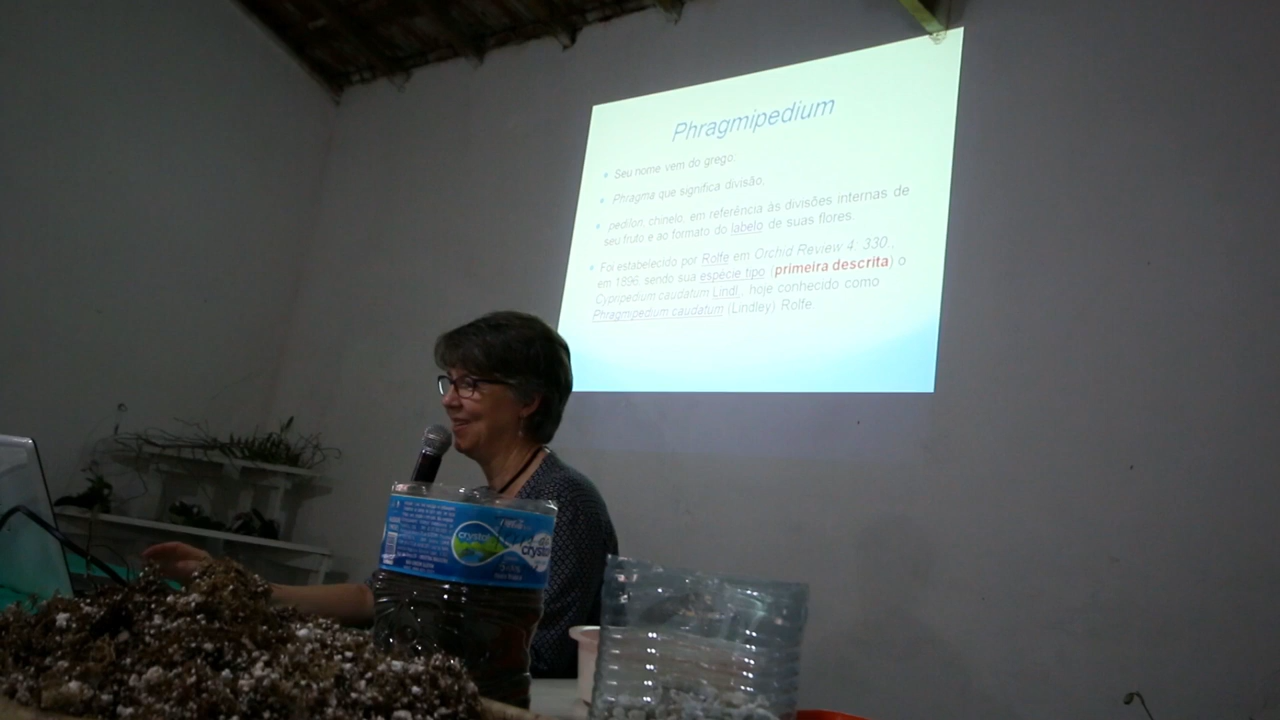 Phragmipedium
Seu nome vem do grego:
Phragma que significa divisão,
pedilon, chinelo, em referência às divisões internas de
seu fruto e ao formato do labelo de suas flores.
Foi estabelecido por Rolfe em Orchid Review 4: 330 ,
em 1896, sendo sua espécie tipo (primeira descrita) o
Cypripedium caudatum Lindl., hoje conhecido como
Phragmipedium caudatum (Lindley) Rolfe
crystal
crystal